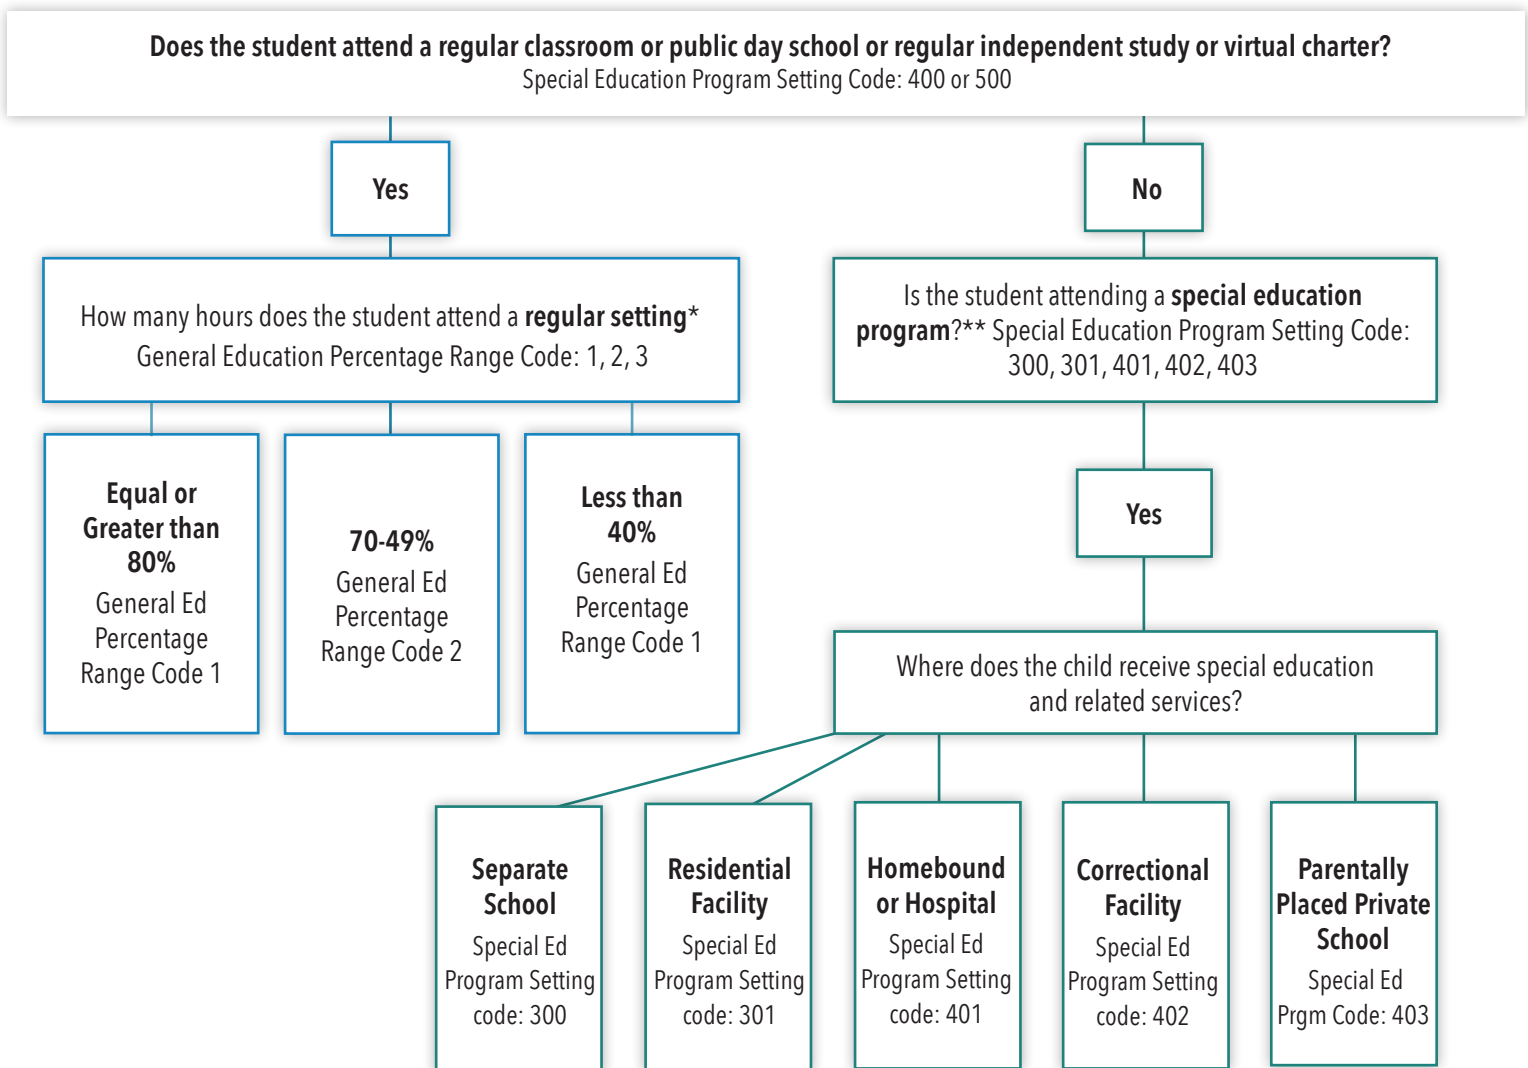 Does the student attend a regular classroom or public day school or regular independent study or virtual charter?
Special Education Program Setting Code: 400 or 500
Yes
No
How many hours does the student attend a regular setting*
General Education Percentage Range Code: 1, 2, 3
Is the student attending a special education
program?** Special Education Program Setting Code:
300, 301, 401, 402, 403
Equal or
Greater than
80%
General Ed
Percentage
Range Code 1
70-49%
General Ed
Percentage
Range Code 2
Less than
40%
General Ed
Percentage
Range Code 1
Yes
Where does the child receive special education
and related services?
Separate
School
Special Ed
Program Setting
code: 300
Residential
Facility
Special Ed
Program Setting
code: 301
Homebound
or Hospital
Special Ed
Program Setting
code: 401
Correctional
Facility
Special Ed
Program Setting
code: 402
Parentally
Placed Private
School
Special Ed
Prgm Code: 403